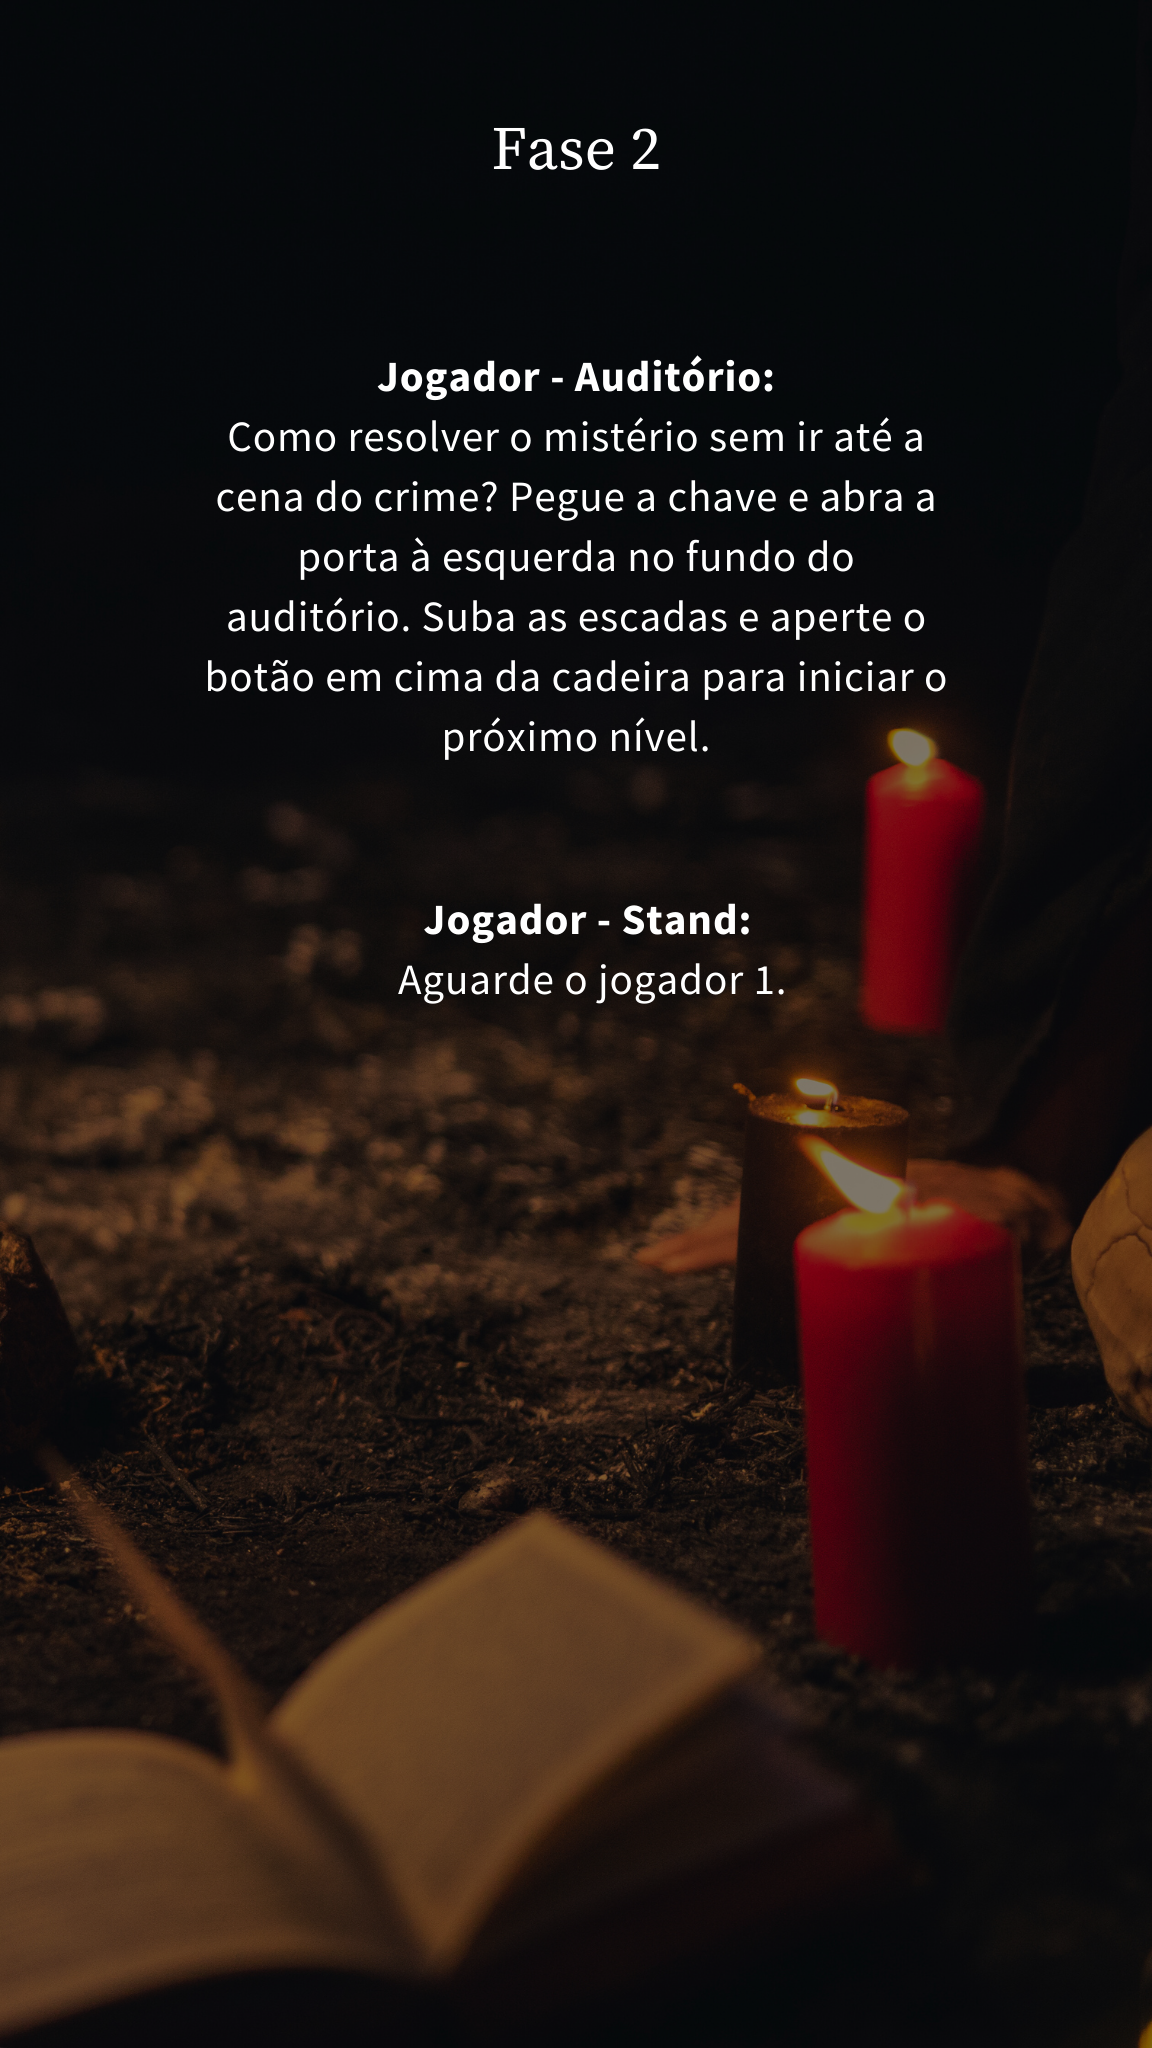 Fase 2
Jogador - Auditório:
Como resolver o mistério sem ir até a
cena do crime? Pegue a chave e abra a
porta à esquerda no fundo do
auditório. Suba as escadas e aperte o
botão em cima da cadeira para iniciar o
próximo nível.
Jogador - Stand:
Aguarde o jogador 1.